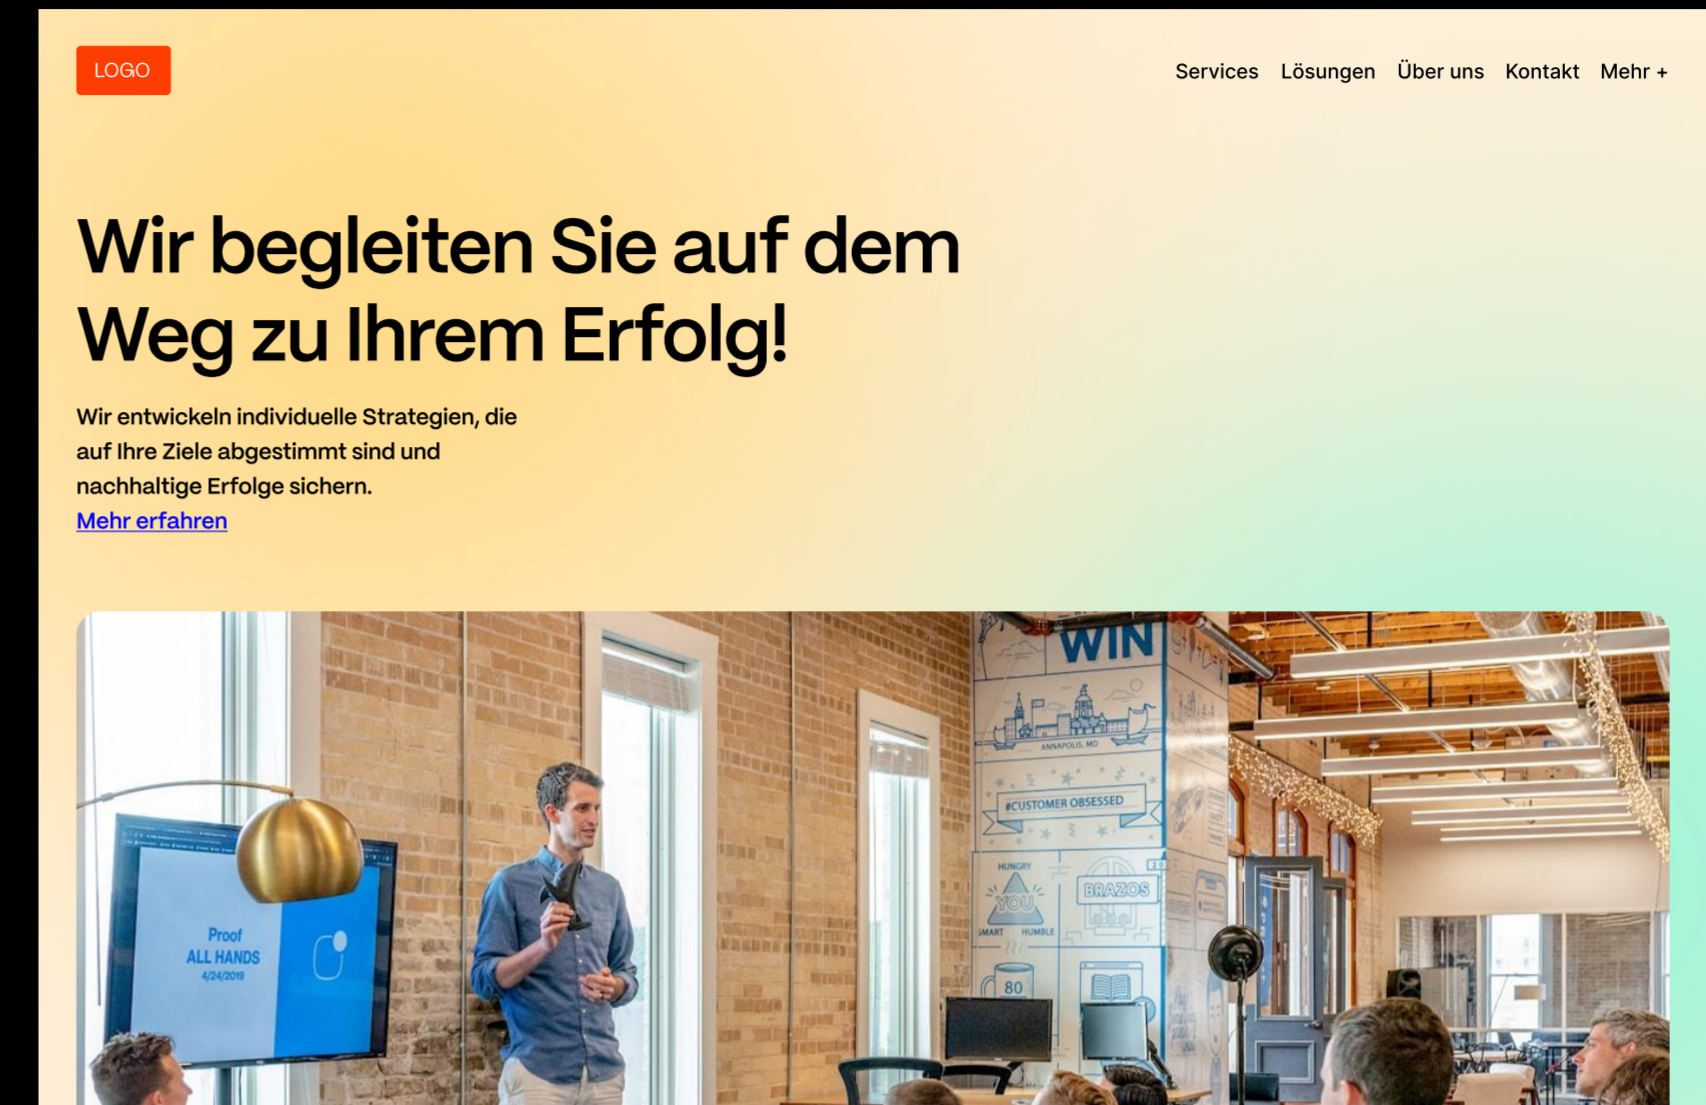 LOGO
Services Lösungen Über uns Kontakt Mehr +
Wir begleiten Sie auf dem
Weg zu Ihrem Erfolg!
Wir entwickeln individuelle Strategien, die
auf Ihre Ziele abgestimmt sind und
nachhaltige Erfolge sichern.
Mehr erfahren
WIN
ANNAPOLIS, MD
#CUSTOMER OBSESSED
HUNGRY
YOU
SMART HUMBLE
BRAZOS
80
Proof
ALL HANDS
4/24/2019